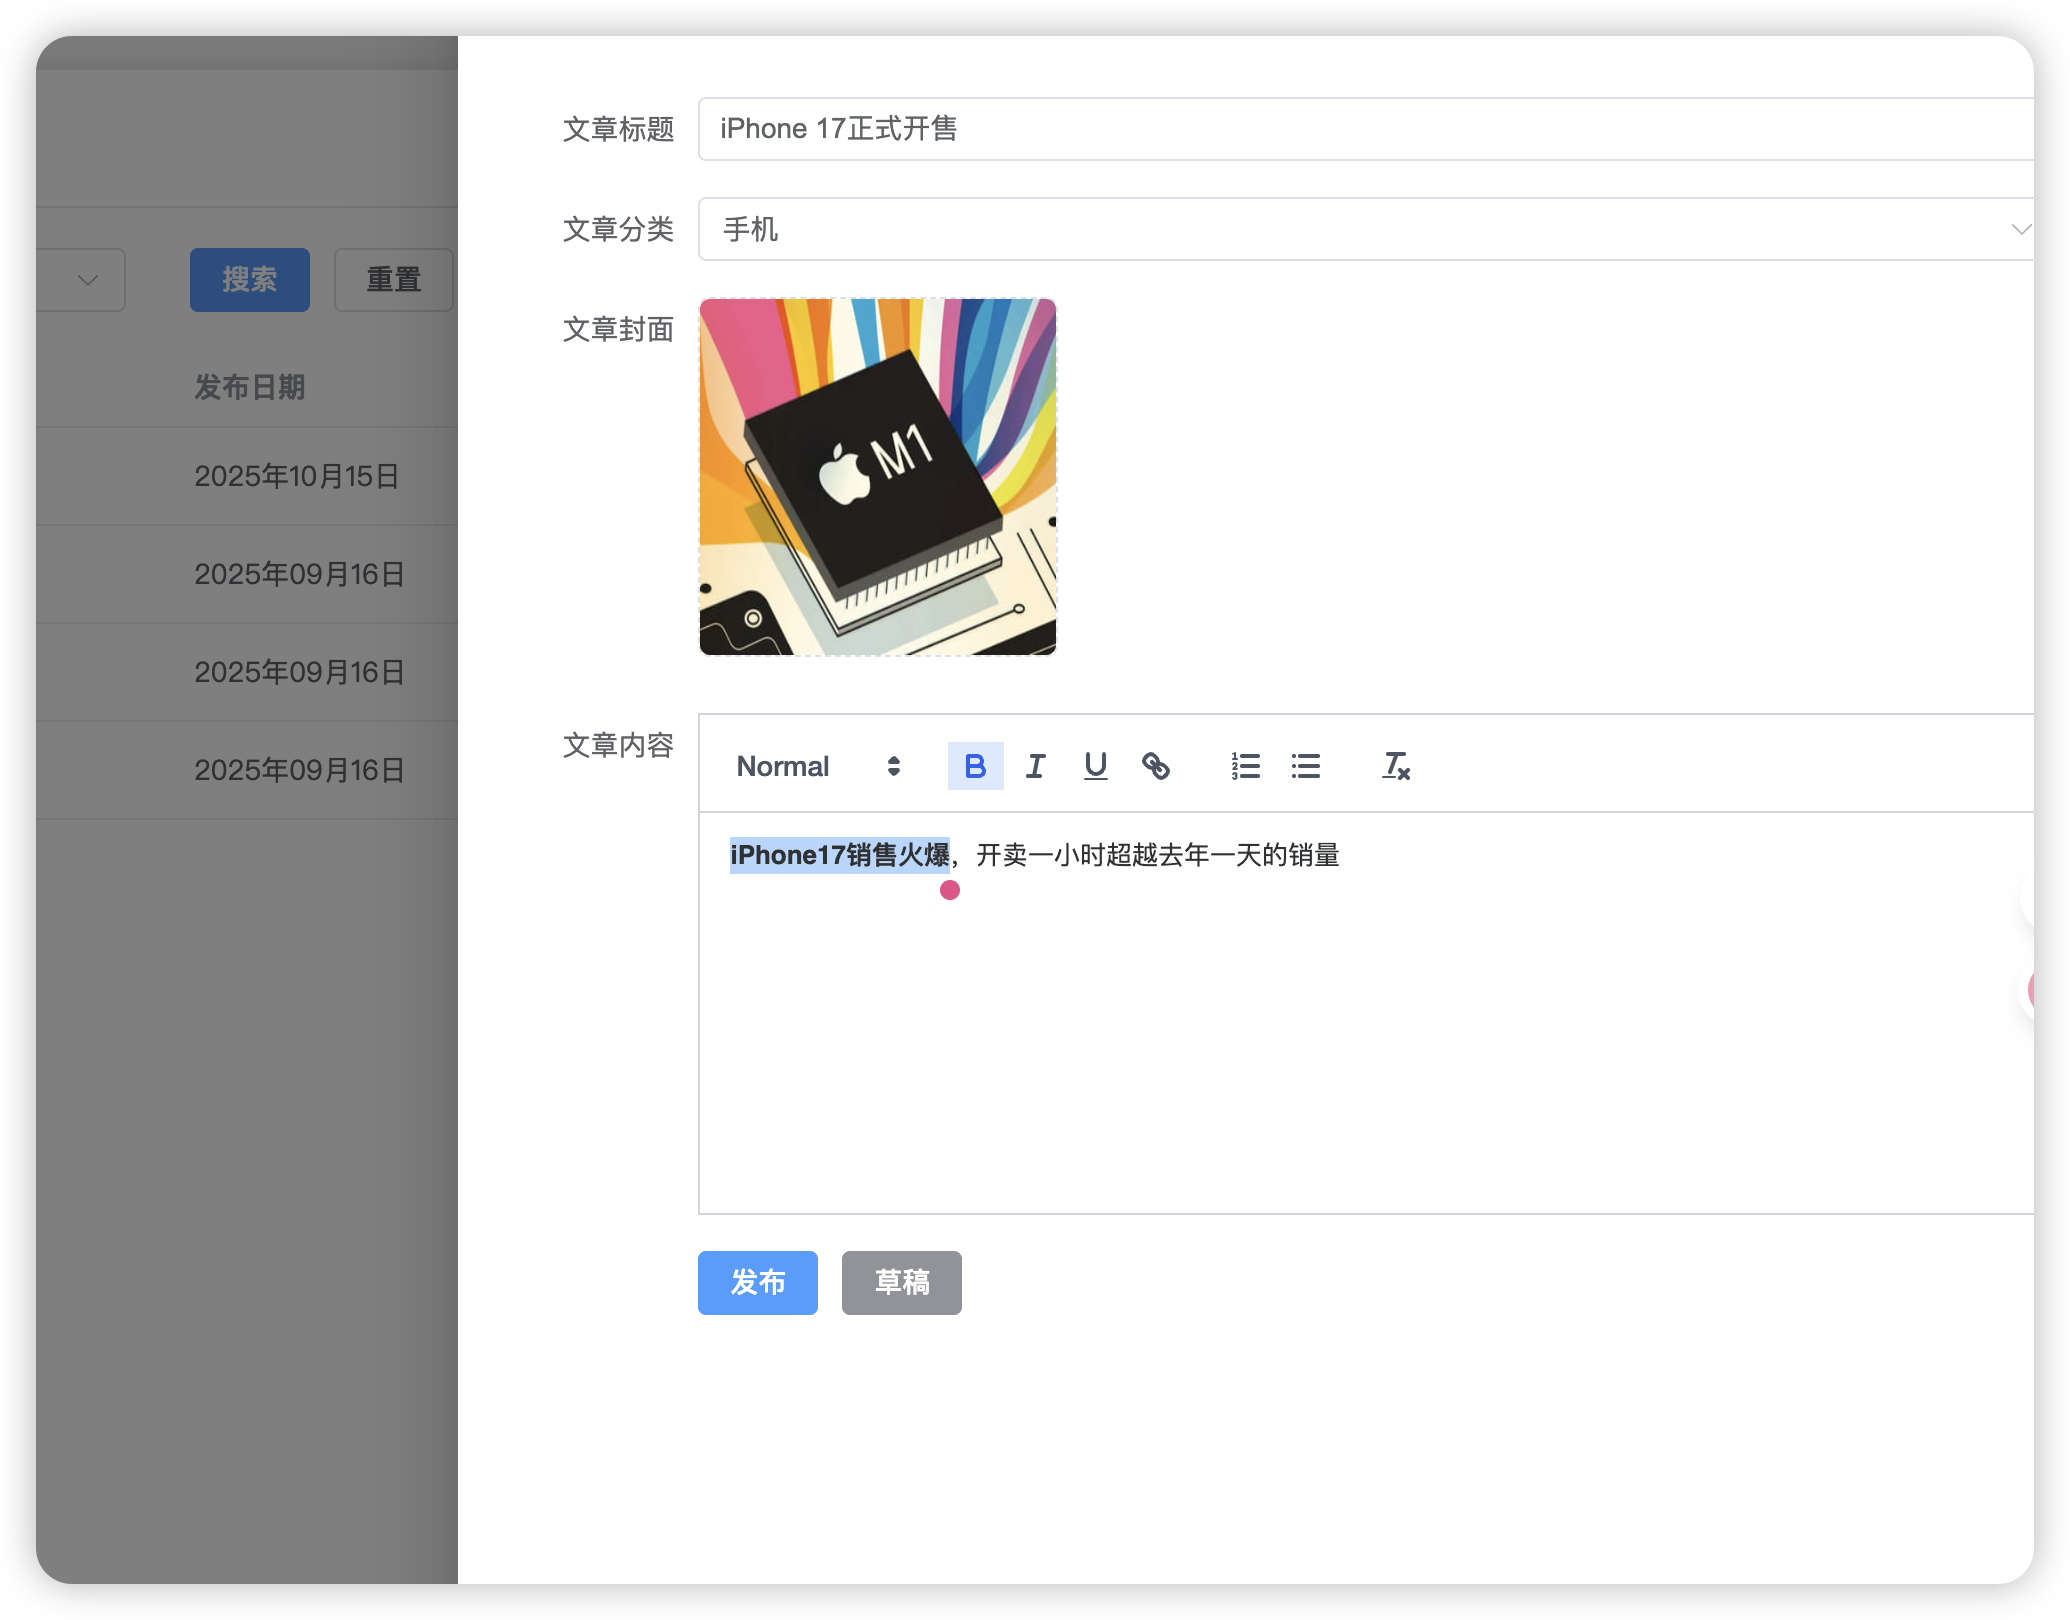 搜索
重置
发布日期
2025年10月15日
2025年09月16日
2025年09月16日
2025年09月16日
文章标题
iPhone 17正式开售
文章分类
手机
文章封面
M1
文章内容
Normal
B I U
iPhone17销售火爆，开卖一小时超越去年一天的销量
发布
草稿